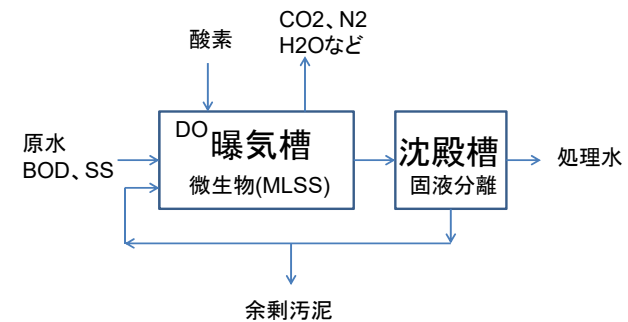 CO2、N2
H2Oなど
酸素
原水
BOD、SS
DO
曝気槽
微生物(MLSS)
沈殿槽
固液分離
処理水
余剰汚泥